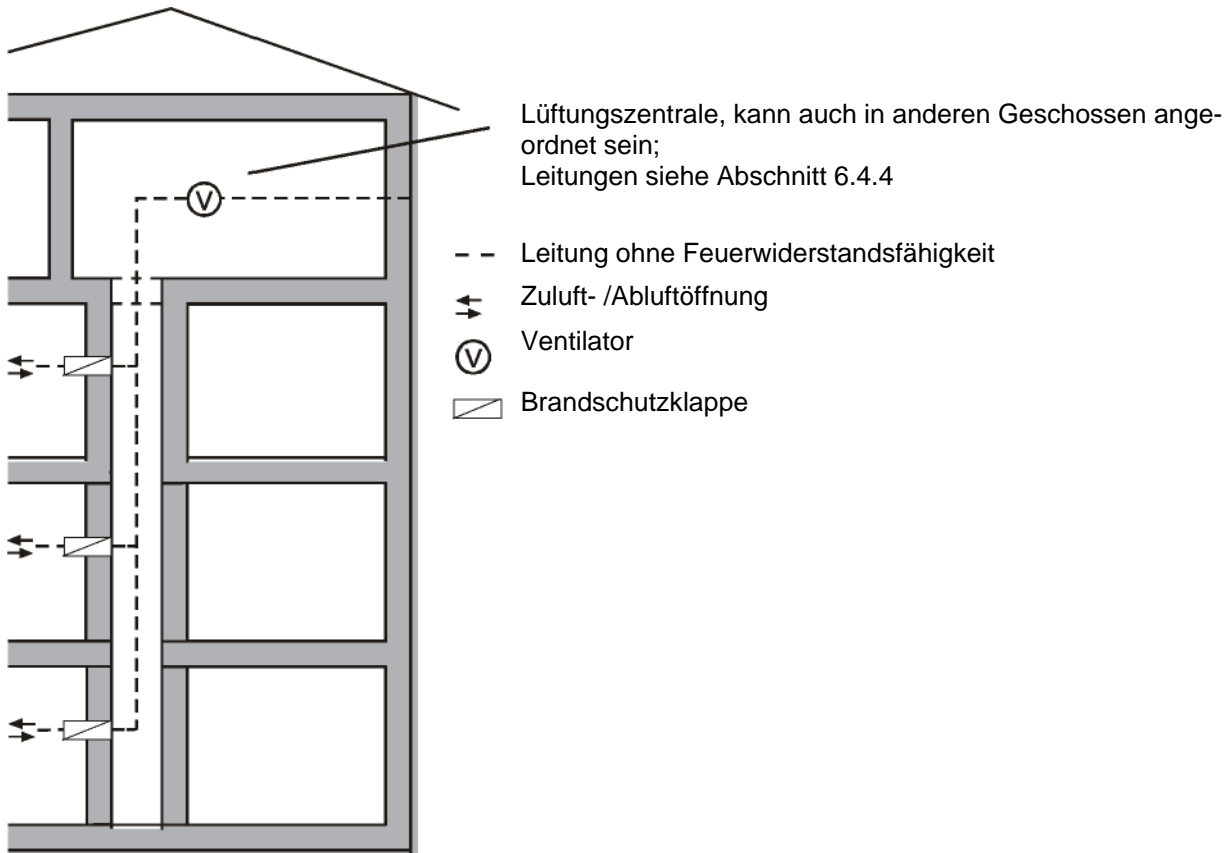 Lüftungszentrale, kann auch in anderen Geschossen ange-
ordnet sein;
Leitungen siehe Abschnitt 6.4.4
V
Leitung ohne Feuerwiderstandsfähigkeit
Zuluft- /Abluftöffnung
Ventilator
V
Brandschutzklappe